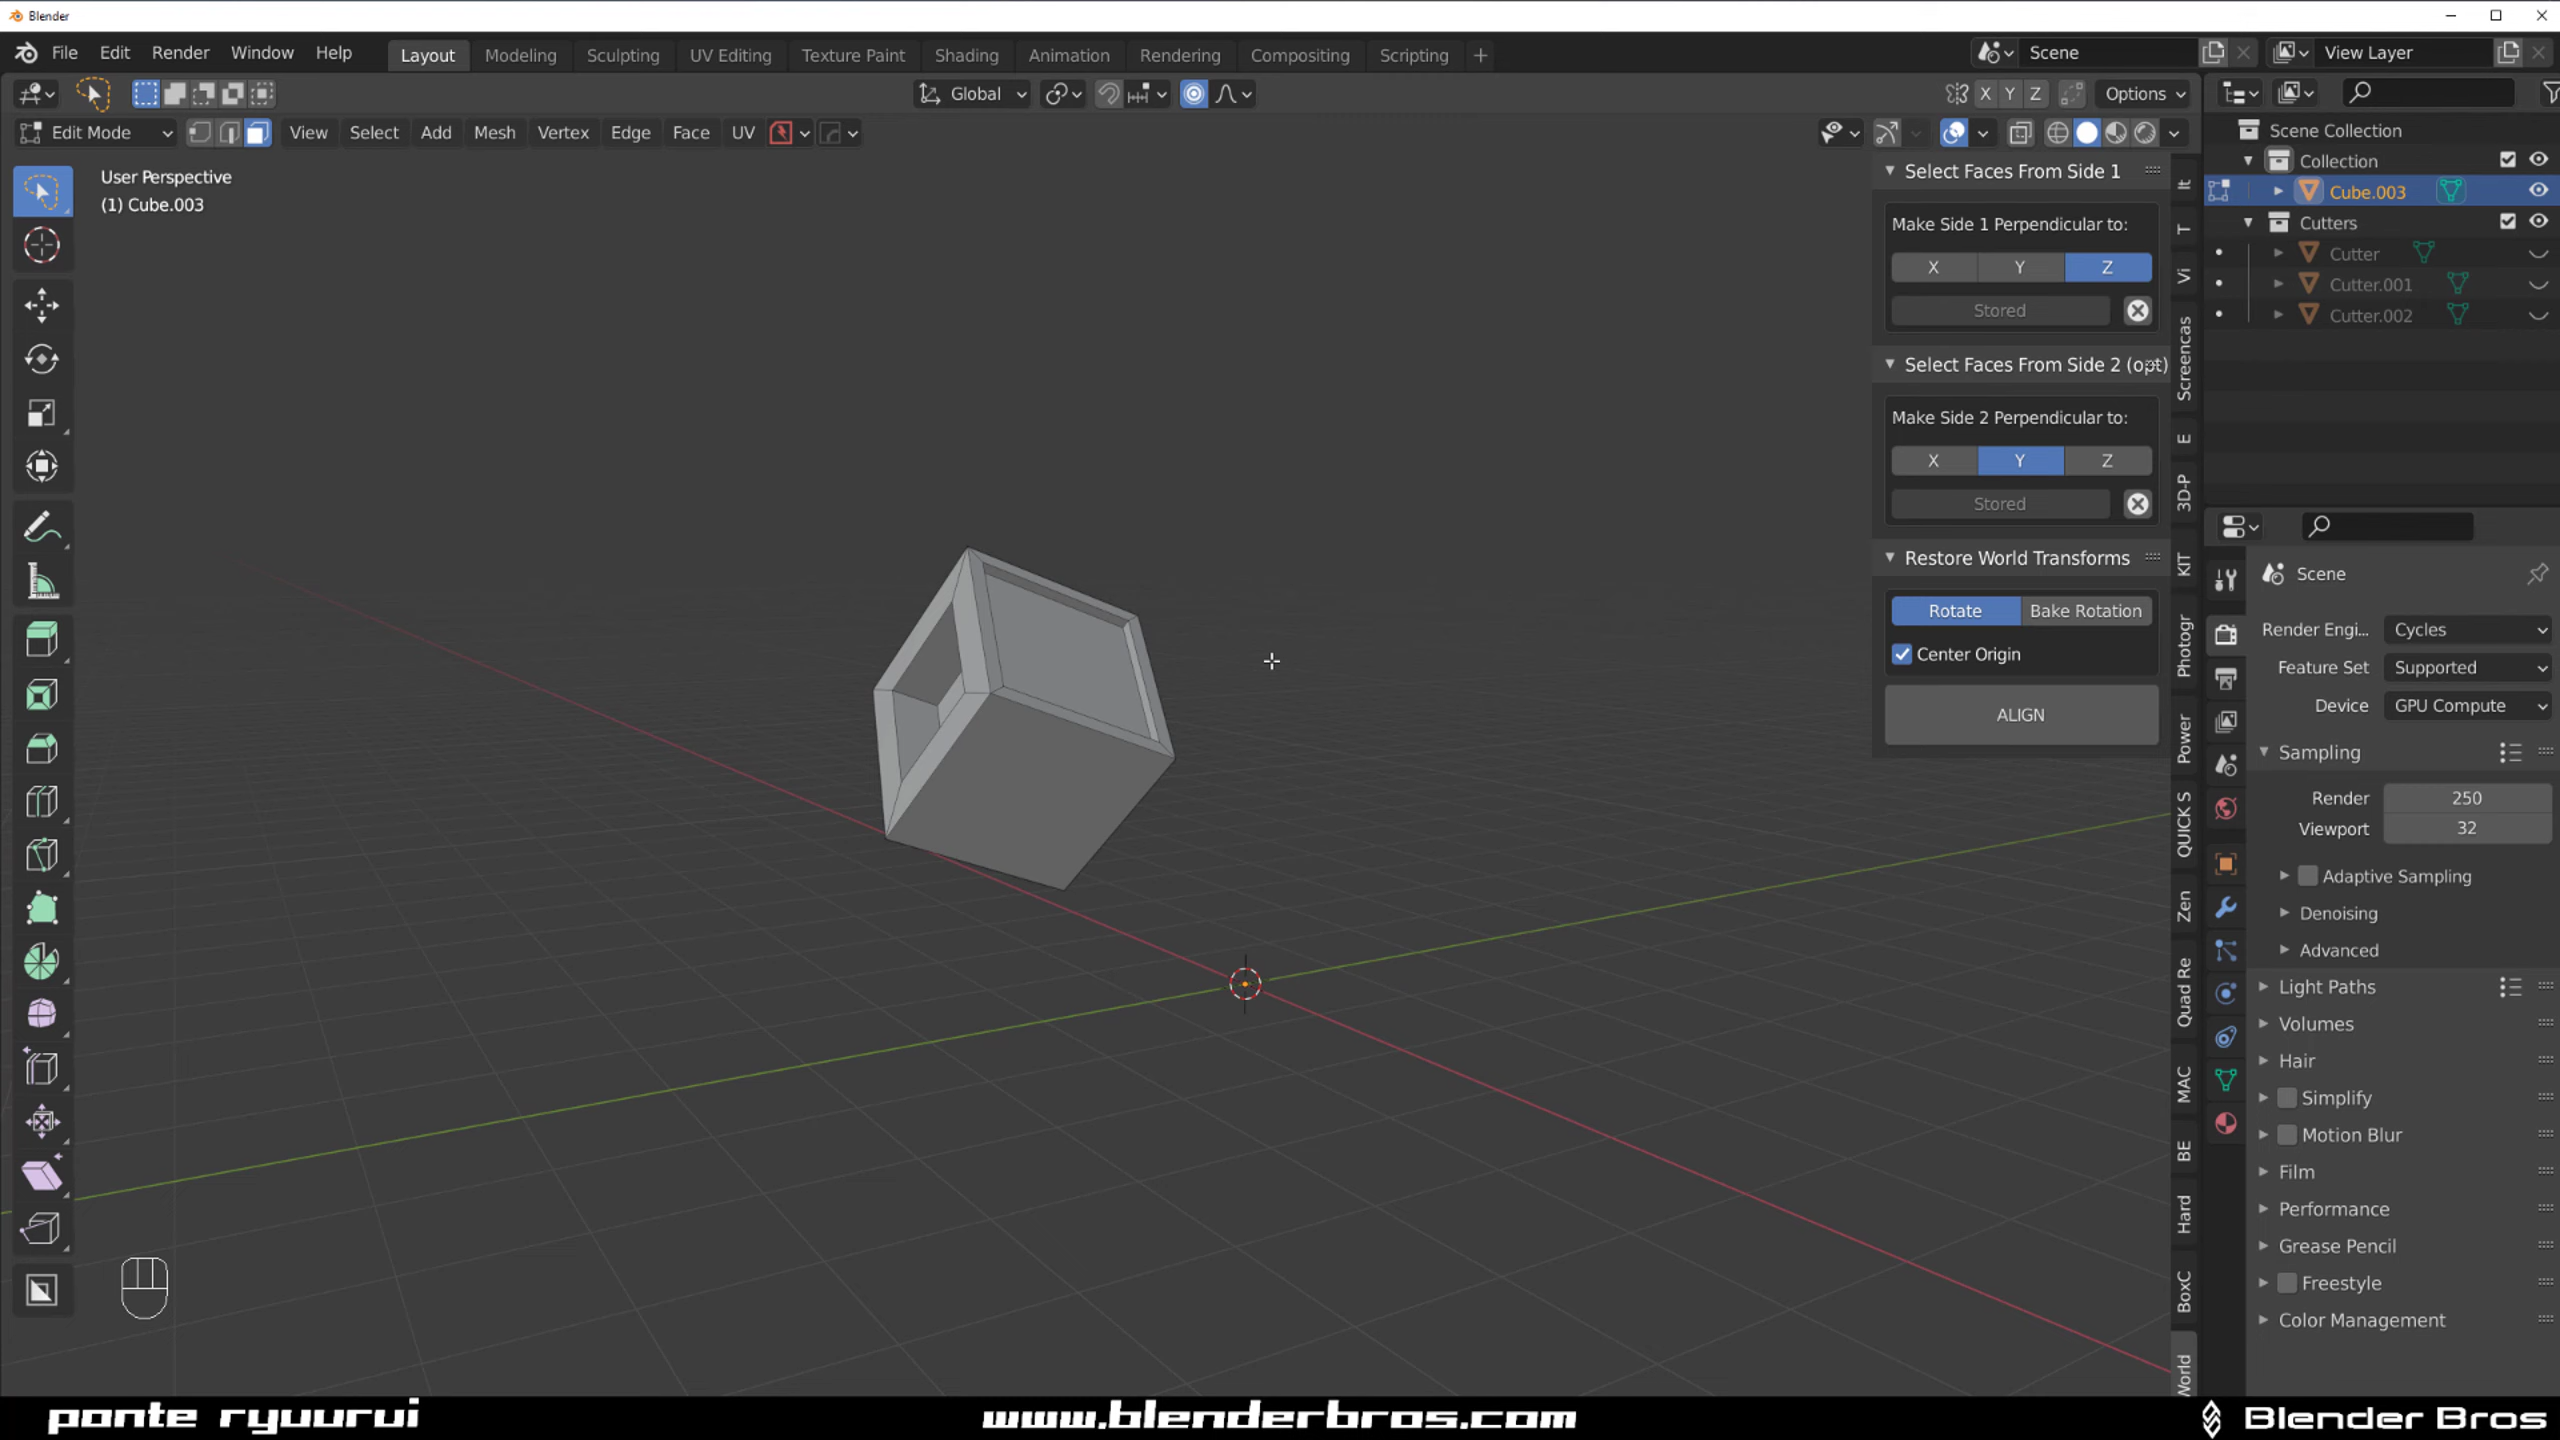 Blender
File Edit Render Window Help Layout Modeling Sculpting UV Editing Texture Paint Shading Animation Rendering Compositing Scripting + Scene View Layer
Global X Y Z Options
Edit Mode View Select Add Mesh Vertex Edge Face UV
User Perspective
(1) Cube.003
Select Faces From Side 1
Make Side 1 Perpendicular to:
X Y Z
Stored
Select Faces From Side 2 (opt)
Make Side 2 Perpendicular to:
X Y Z
Stored
Restore World Transforms
Rotate Bake Rotation
Center Origin
ALIGN
It
T
Vi
Screencas
E
3D-P
KIT
Photogr
Power
QUICK S
Zen
Quad Re
MAC
BE
Hard
BoxC
World
Scene Collection
Collection
Cube.003
Cutters
Cutter
Cutter.001
Cutter.002
Scene
Render Engi... Cycles
Feature Set Supported
Device GPU Compute
Sampling
Render 250
Viewport 32
Adaptive Sampling
Denoising
Advanced
Light Paths
Volumes
Hair
Simplify
Motion Blur
Film
Performance
Grease Pencil
Freestyle
Color Management
ponte ryuurui www.blenderbros.com Blender Bros